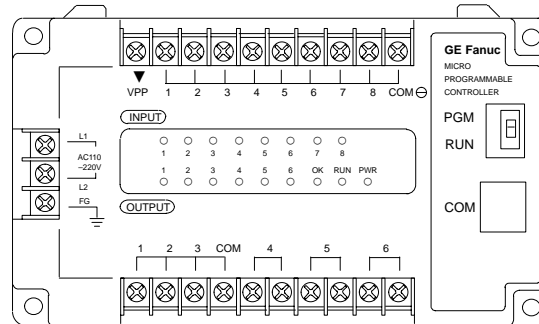 GE Fanuc
MICRO
PROGRAMMABLE
CONTROLLER
PGM
RUN
COM
VPP 1 2 3 4 5 6 7 8 COM ⊖
INPUT
1 2 3 4 5 6 7 8
1 2 3 4 5 6 OK RUN PWR
OUTPUT
L1
AC110
~220V
L2
FG
1 2 3 COM 4 5 6